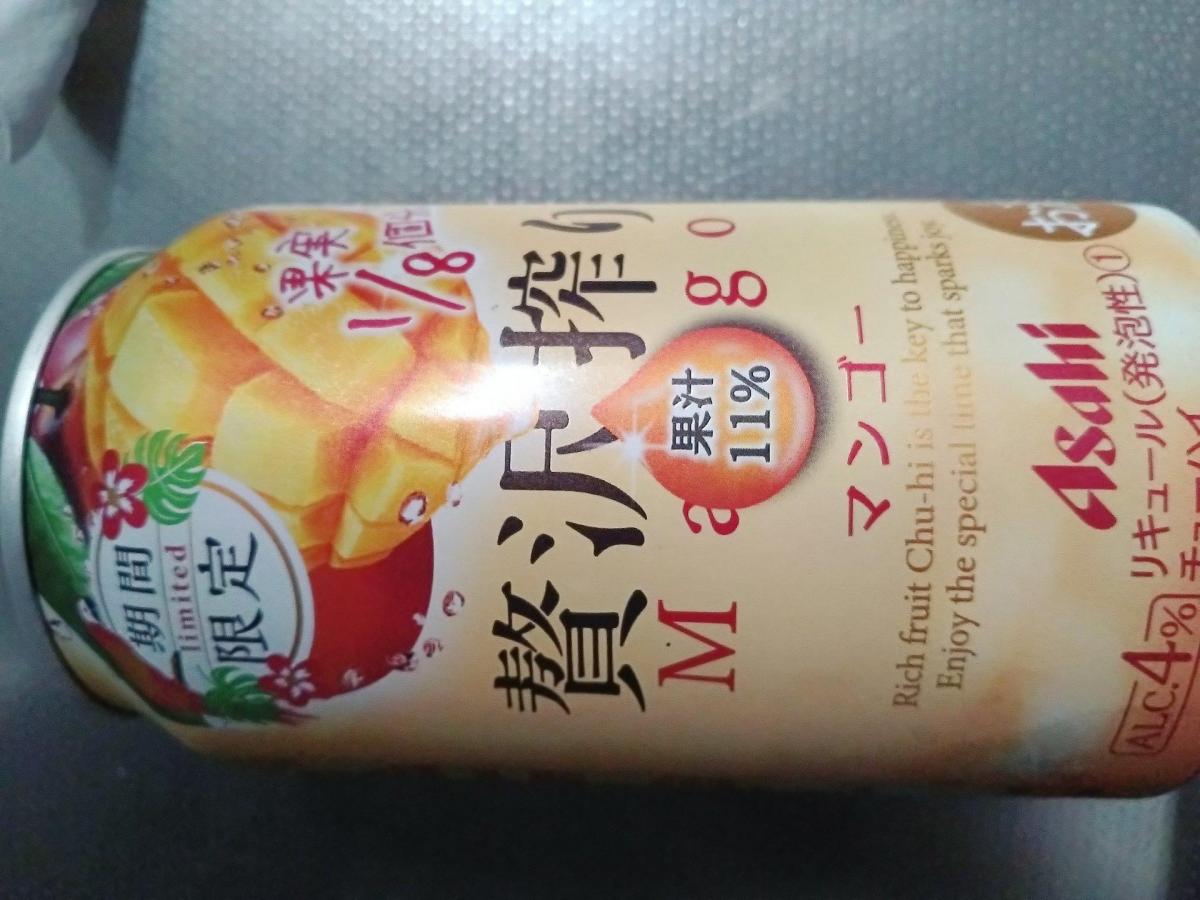 果実
1/8個分
期間
limited
限定
贅沢搾り
Mango
果汁
11%
マンゴー
Rich fruit Chu-hi is the key to happiness
Enjoy the special time that sparks joy
Asahi
リキュール(発泡性)①
ALC.4%